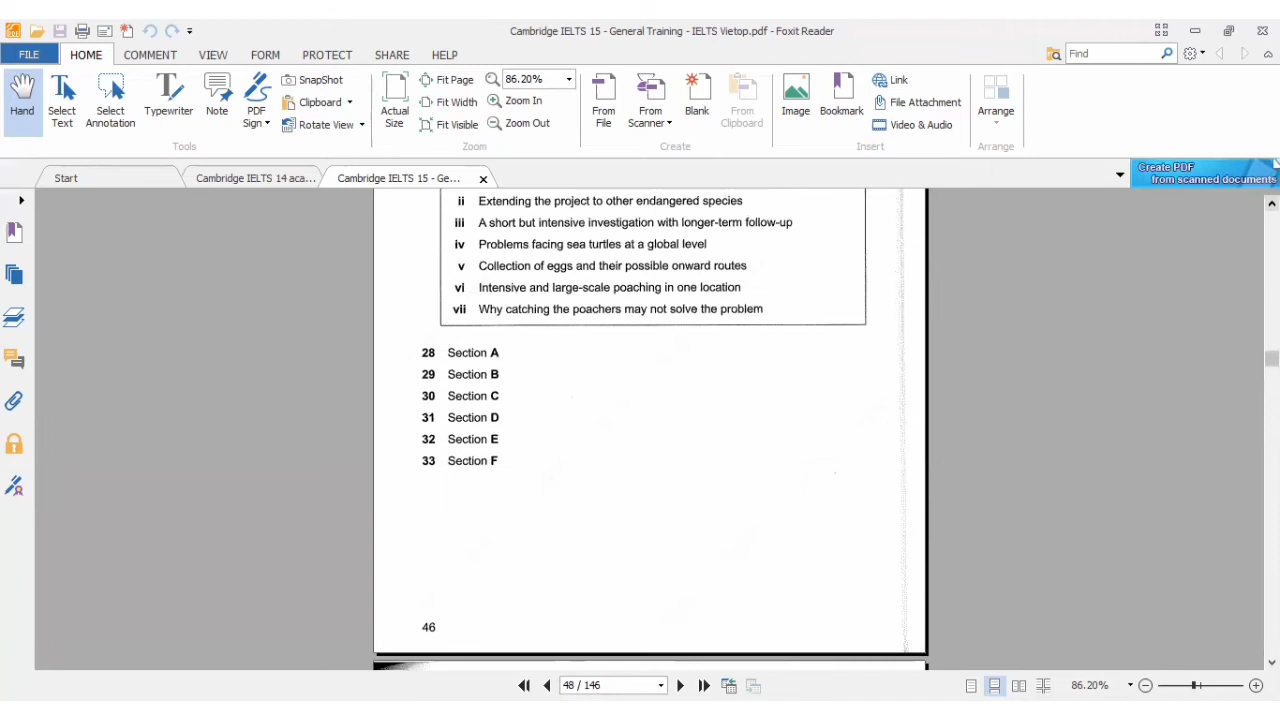 Cambridge IELTS 15 - General Training - IELTS Vietop.pdf - Foxit Reader
FILE HOME COMMENT VIEW FORM PROTECT SHARE HELP
Find
Hand
Select Text
Select Annotation
Typewriter
Note
PDF Sign
SnapShot
Clipboard
Rotate View
Tools
Actual Size
Fit Page
Fit Width
Fit Visible
86.20%
Zoom In
Zoom Out
Zoom
From File
From Scanner
Blank
From Clipboard
Create
Image
Bookmark
Link
File Attachment
Video & Audio
Insert
Arrange
Arrange
Start
Cambridge IELTS 14 aca...
Cambridge IELTS 15 - Ge...
Create PDF
from scanned documents
ii Extending the project to other endangered species
iii A short but intensive investigation with longer-term follow-up
iv Problems facing sea turtles at a global level
v Collection of eggs and their possible onward routes
vi Intensive and large-scale poaching in one location
vii Why catching the poachers may not solve the problem
28 Section A
29 Section B
30 Section C
31 Section D
32 Section E
33 Section F
46
48 / 146
86.20%